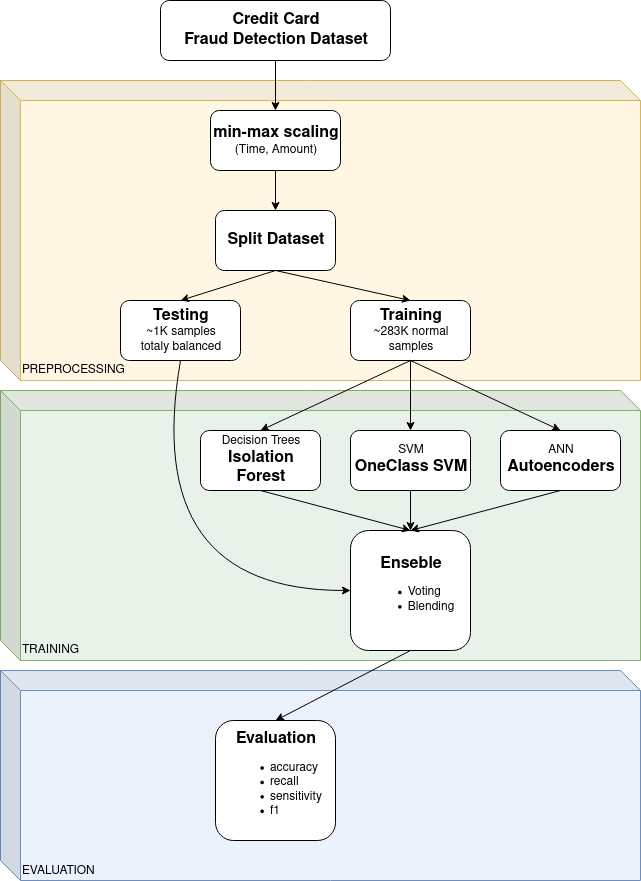 Credit Card
Fraud Detection Dataset
min-max scaling
(Time, Amount)
Split Dataset
Testing
~1K samples
totaly balanced
Training
~283K normal
samples
PREPROCESSING
Decision Trees
Isolation
Forest
SVM
OneClass SVM
ANN
Autoencoders
Enseble
• Voting
• Blending
TRAINING
Evaluation
• accuracy
• recall
• sensitivity
• f1
EVALUATION